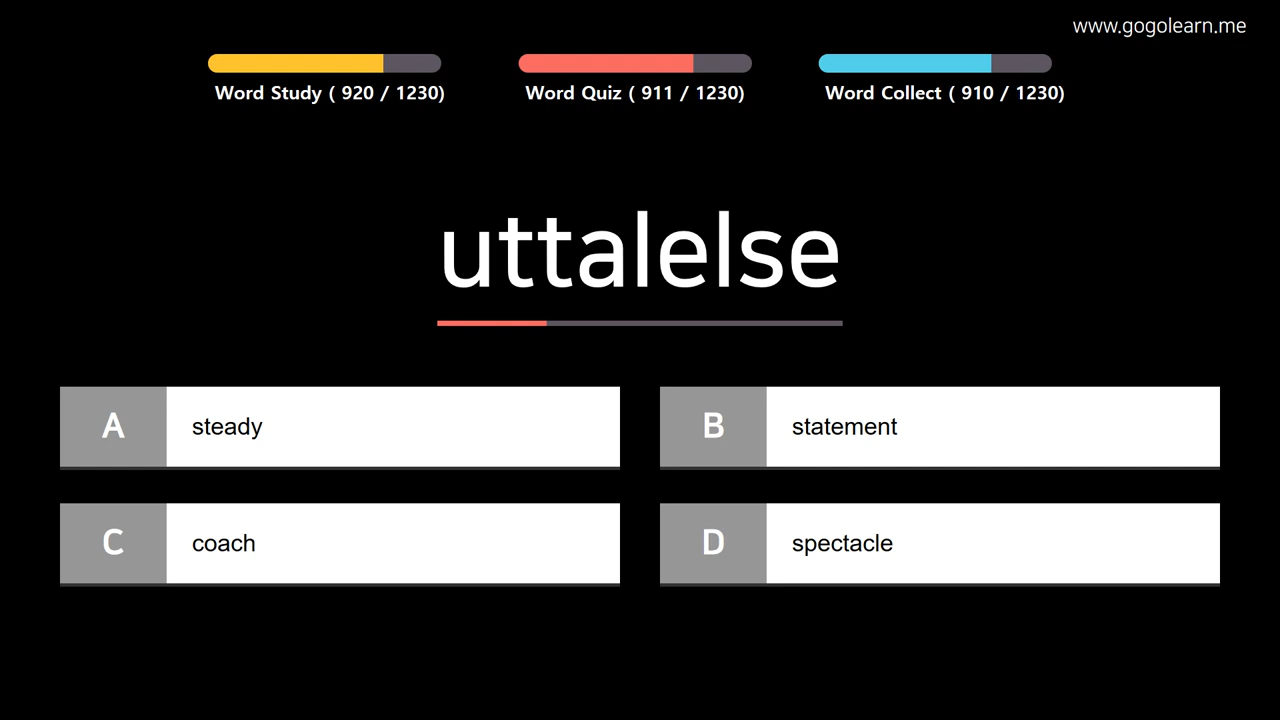 www.gogolearn.me
Word Study ( 920 / 1230)
Word Quiz ( 911 / 1230)
Word Collect ( 910 / 1230)
uttalelse
A
steady
B
statement
C
coach
D
spectacle